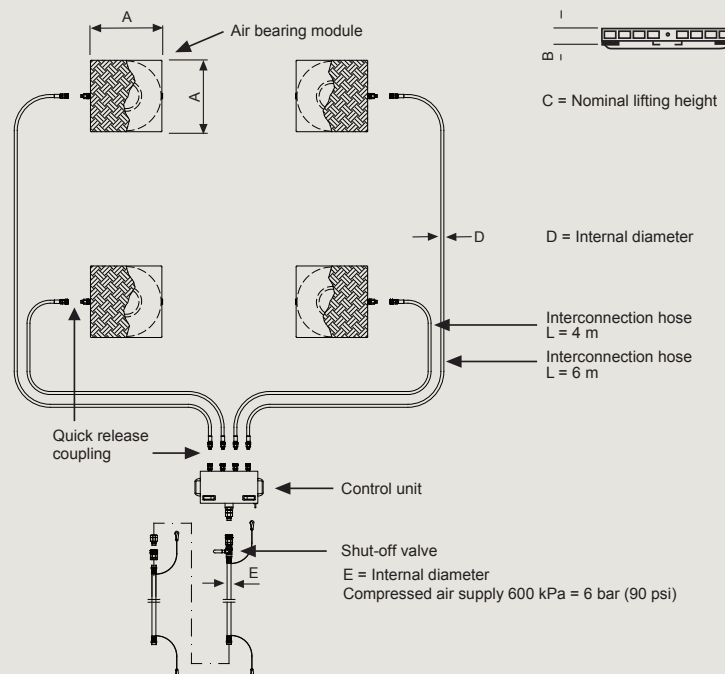 A
Air bearing module
A
B
C = Nominal lifting height
D
D = Internal diameter
Interconnection hose
L = 4 m
Interconnection hose
L = 6 m
Quick release
coupling
Control unit
Shut-off valve
E
E = Internal diameter
Compressed air supply 600 kPa = 6 bar (90 psi)